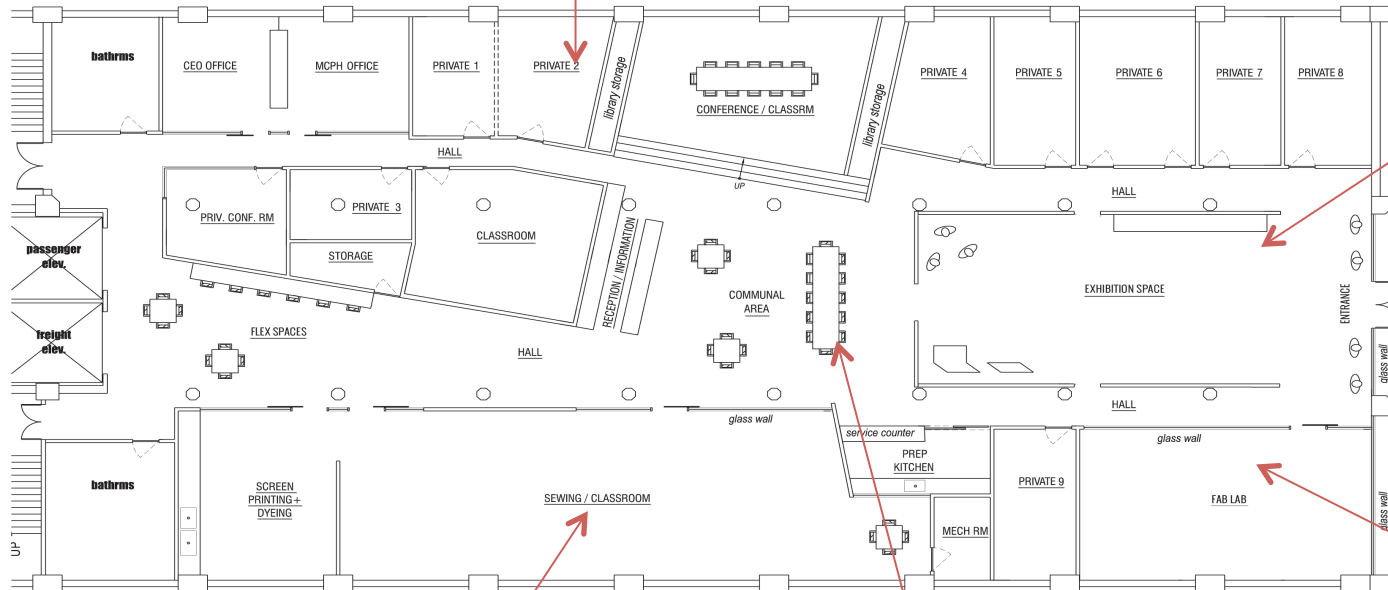 bathrms
CEO OFFICE
MCPH OFFICE
PRIVATE 1
PRIVATE 2
library storage
CONFERENCE / CLASSRM
library storage
PRIVATE 4
PRIVATE 5
PRIVATE 6
PRIVATE 7
PRIVATE 8
HALL
UP
HALL
PRIV. CONF. RM
PRIVATE 3
STORAGE
CLASSROOM
RECEPTION / INFORMATION
passenger
elev.
freight
elev.
FLEX SPACES
HALL
COMMUNAL
AREA
EXHIBITION SPACE
ENTRANCE
glass wall
HALL
glass wall
service counter
PREP
KITCHEN
glass wall
bathrms
SCREEN
PRINTING+
DYEING
SEWING / CLASSROOM
PRIVATE 9
FAB LAB
glass wall
MECH RM
UP